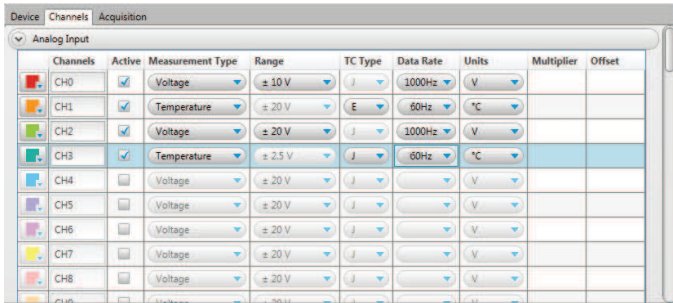 Device Channels Acquisition
Analog Input
Channels Active Measurement Type Range TC Type Data Rate Units Multiplier Offset
CH0 Voltage ± 10 V J 1000Hz V
CH1 Temperature ± 20 V E 60Hz °C
CH2 Voltage ± 20 V J 1000Hz V
CH3 Temperature ± 2.5 V J 60Hz °C
CH4 Voltage ± 20 V J V
CH5 Voltage ± 20 V J V
CH6 Voltage ± 20 V J V
CH7 Voltage ± 20 V J V
CH8 Voltage ± 20 V J V